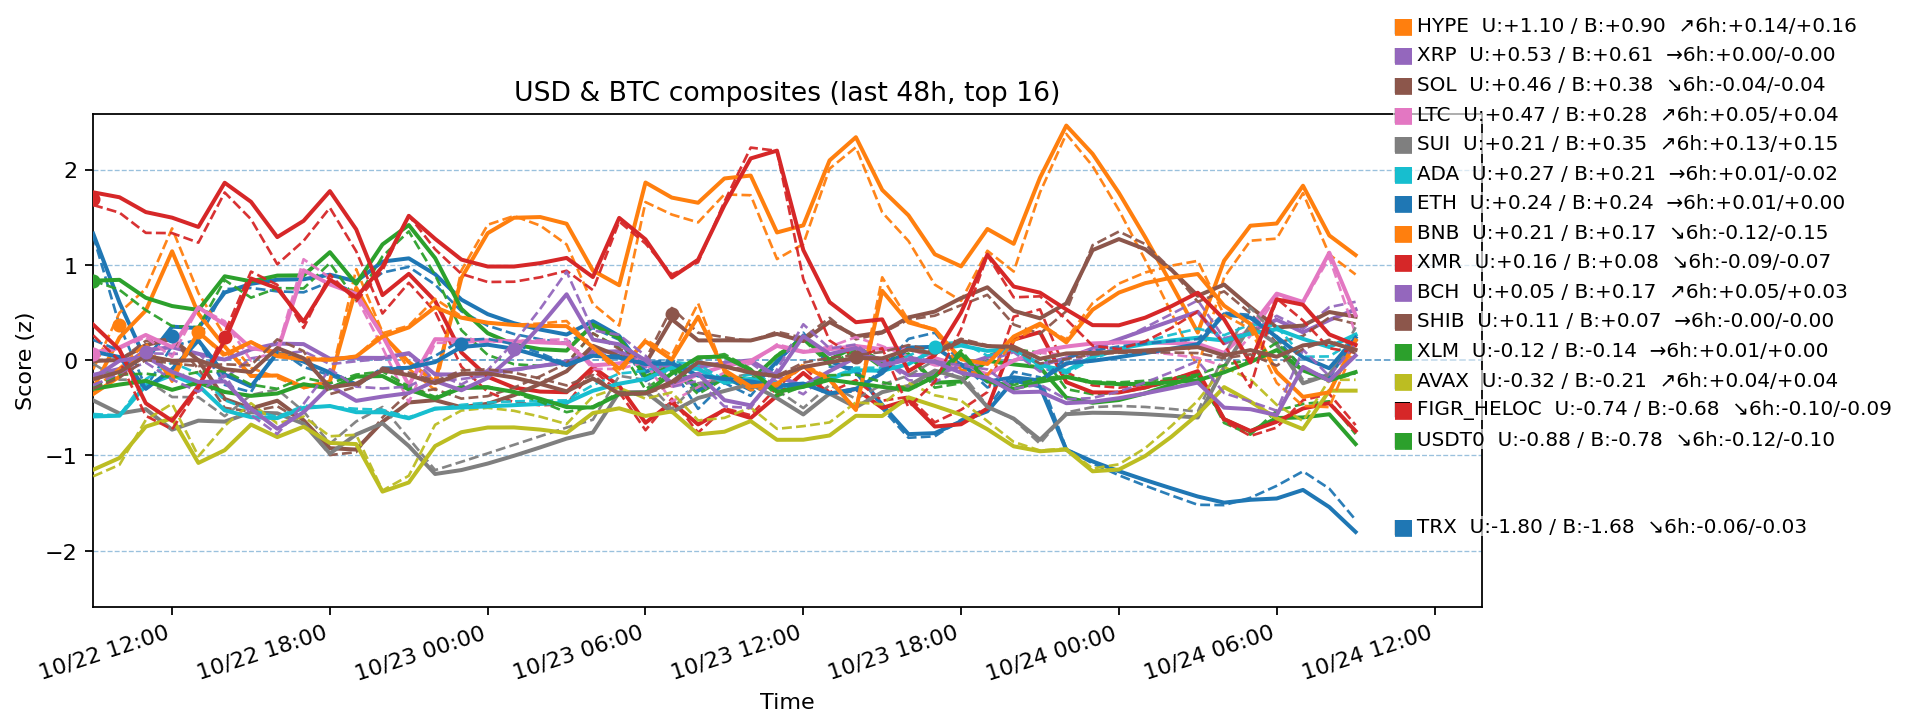 USD & BTC composites (last 48h, top 16)
HYPE  U:+1.10 / B:+0.90  ↗6h:+0.14/+0.16
XRP  U:+0.53 / B:+0.61  →6h:+0.00/-0.00
SOL  U:+0.46 / B:+0.38  ↘6h:-0.04/-0.04
LTC  U:+0.47 / B:+0.28  ↗6h:+0.05/+0.04
SUI  U:+0.21 / B:+0.35  ↗6h:+0.13/+0.15
ADA  U:+0.27 / B:+0.21  →6h:+0.01/-0.02
ETH  U:+0.24 / B:+0.24  →6h:+0.01/+0.00
BNB  U:+0.21 / B:+0.17  ↘6h:-0.12/-0.15
XMR  U:+0.16 / B:+0.08  ↘6h:-0.09/-0.07
BCH  U:+0.05 / B:+0.17  ↗6h:+0.05/+0.03
SHIB  U:+0.11 / B:+0.07  →6h:-0.00/-0.00
XLM  U:-0.12 / B:-0.14  →6h:+0.01/+0.00
AVAX  U:-0.32 / B:-0.21  ↗6h:+0.04/+0.04
FIGR_HELOC  U:-0.74 / B:-0.68  ↘6h:-0.10/-0.09
USDT0  U:-0.88 / B:-0.78  ↘6h:-0.12/-0.10
TRX  U:-1.80 / B:-1.68  ↘6h:-0.06/-0.03
Score (z)
2
1
0
−1
−2
10/22 12:00
10/22 18:00
10/23 00:00
10/23 06:00
10/23 12:00
10/23 18:00
10/24 00:00
10/24 06:00
10/24 12:00
Time